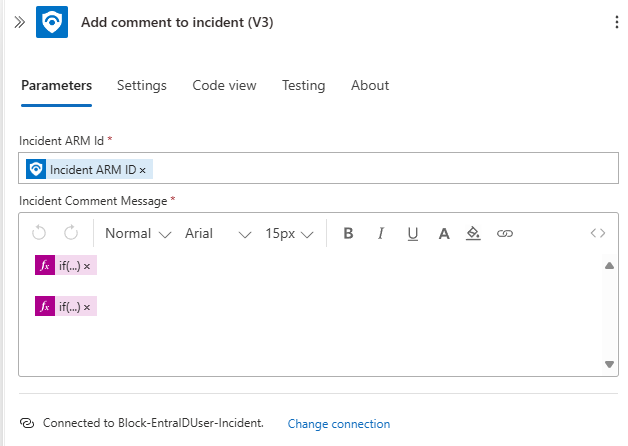 Add comment to incident (V3)
Parameters Settings Code view Testing About
Incident ARM Id *
Incident ARM ID ×
Incident Comment Message *
Normal Arial 15px B I U A <>
fx if(...) ×
fx if(...) ×
Connected to Block-EntraIDUser-Incident. Change connection